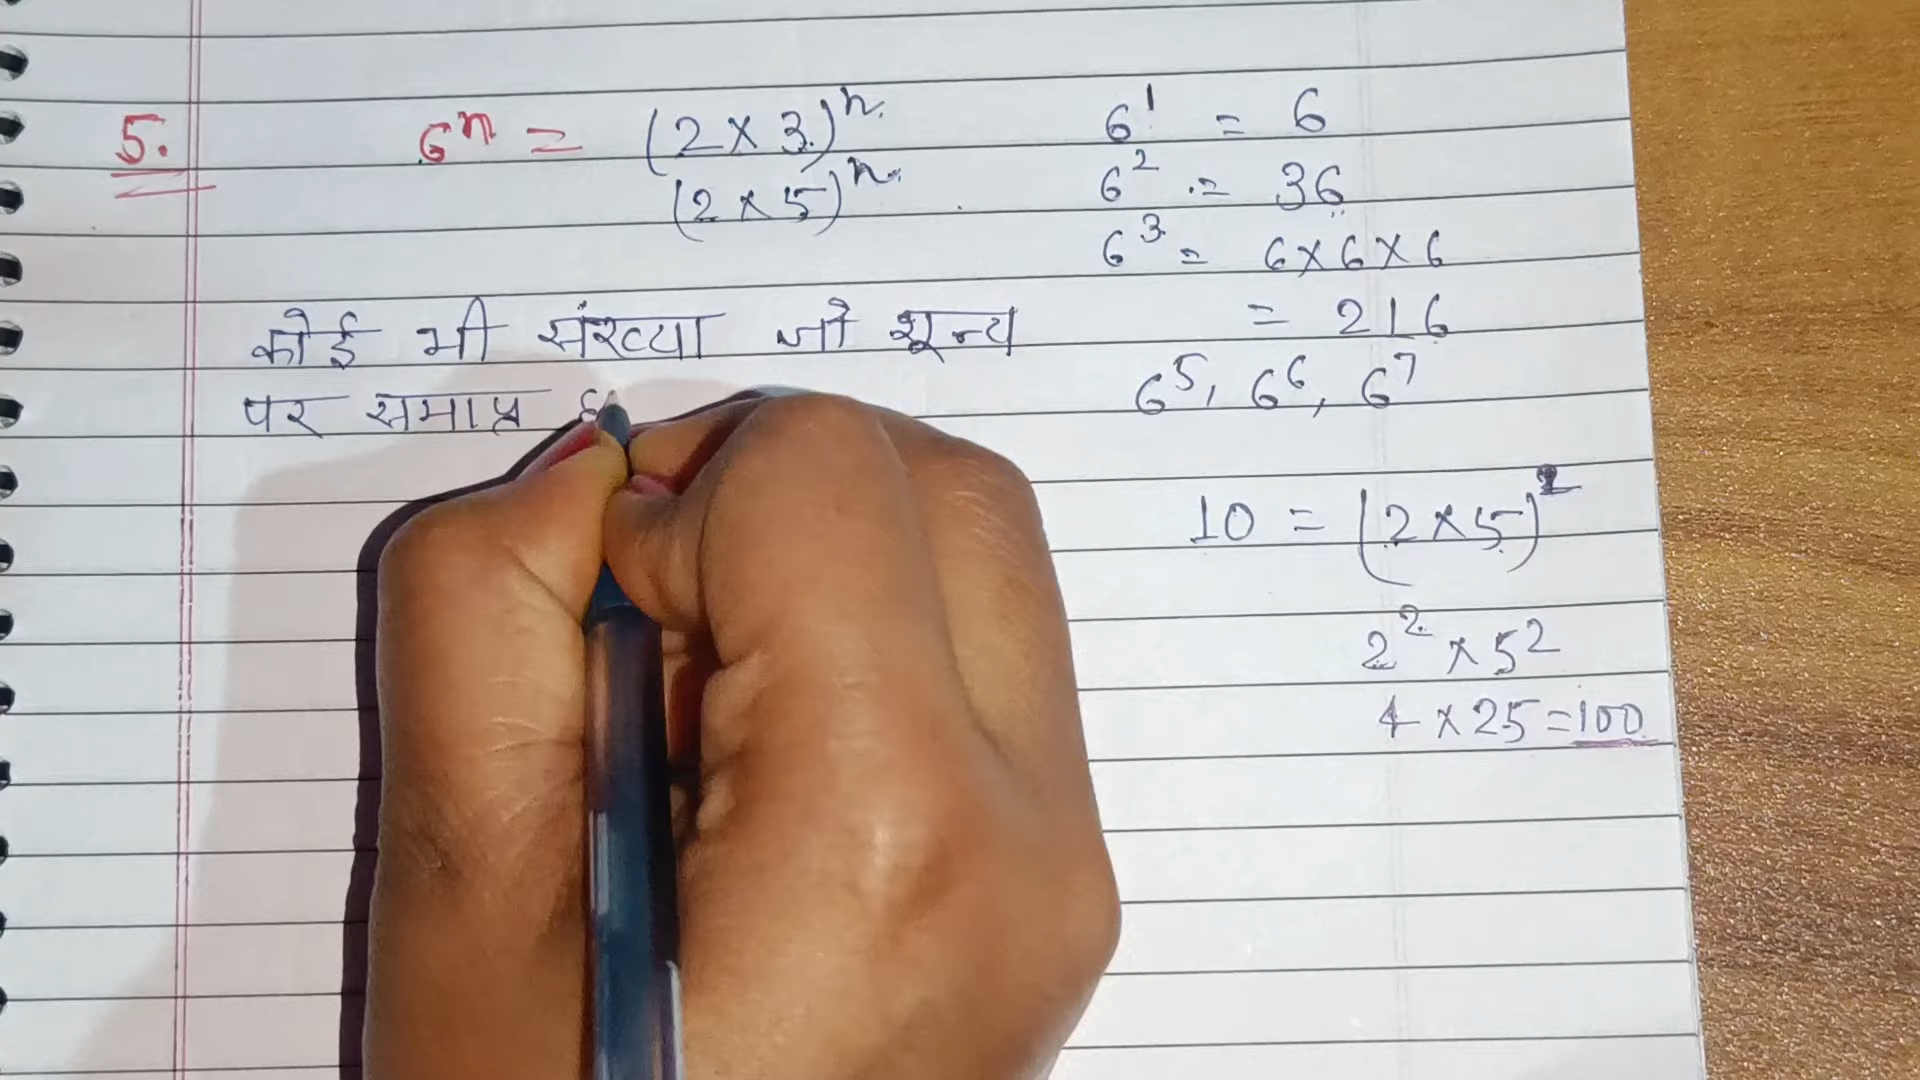 5. 6ⁿ = (2 × 3)ⁿ
(2 × 5)ⁿ
कोई भी संख्या जो शून्य
पर समाप्त
6¹ = 6
6² = 36
6³ = 6×6×6
= 216
6⁵, 6⁶, 6⁷
10 = (2×5)²
2² × 5²
4 × 25 = 100